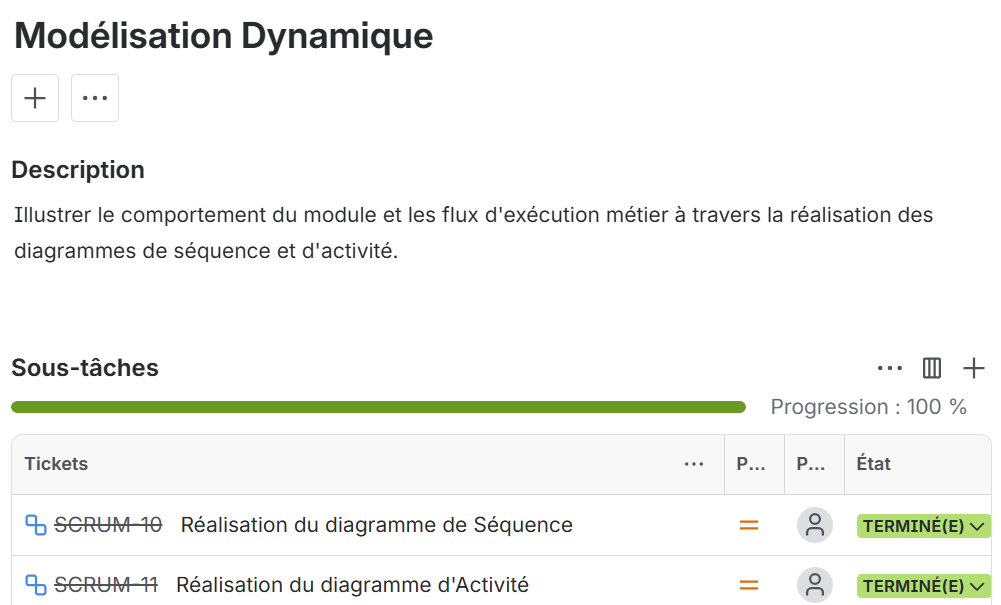 Modélisation Dynamique
Description
Illustrer le comportement du module et les flux d'exécution métier à travers la réalisation des
diagrammes de séquence et d'activité.
Sous-tâches
Progression : 100 %
Tickets ... P... P... État
SCRUM-10 Réalisation du diagramme de Séquence TERMINÉ(E)
SCRUM-11 Réalisation du diagramme d'Activité TERMINÉ(E)